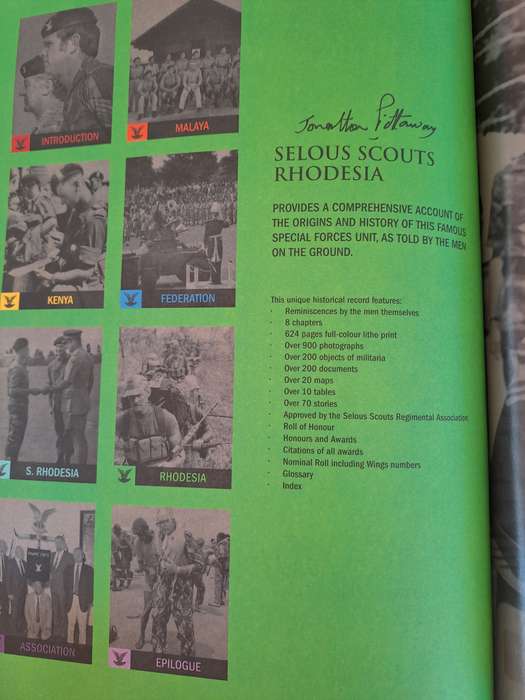 INTRODUCTION
MALAYA
KENYA
FEDERATION
S. RHODESIA
RHODESIA
ASSOCIATION
EPILOGUE
Jonathan Pittaway
SELOUS SCOUTS
RHODESIA
PROVIDES A COMPREHENSIVE ACCOUNT OF
THE ORIGINS AND HISTORY OF THIS FAMOUS
SPECIAL FORCES UNIT, AS TOLD BY THE MEN
ON THE GROUND.
This unique historical record features:
· Reminiscences by the men themselves
· 8 chapters
· 624 pages full-colour litho print
· Over 900 photographs
· Over 200 objects of militaria
· Over 200 documents
· Over 20 maps
· Over 10 tables
· Over 70 stories
· Approved by the Selous Scouts Regimental Association
· Roll of Honour
· Honours and Awards
· Citations of all awards
· Nominal Roll including Wings numbers
· Glossary
· Index